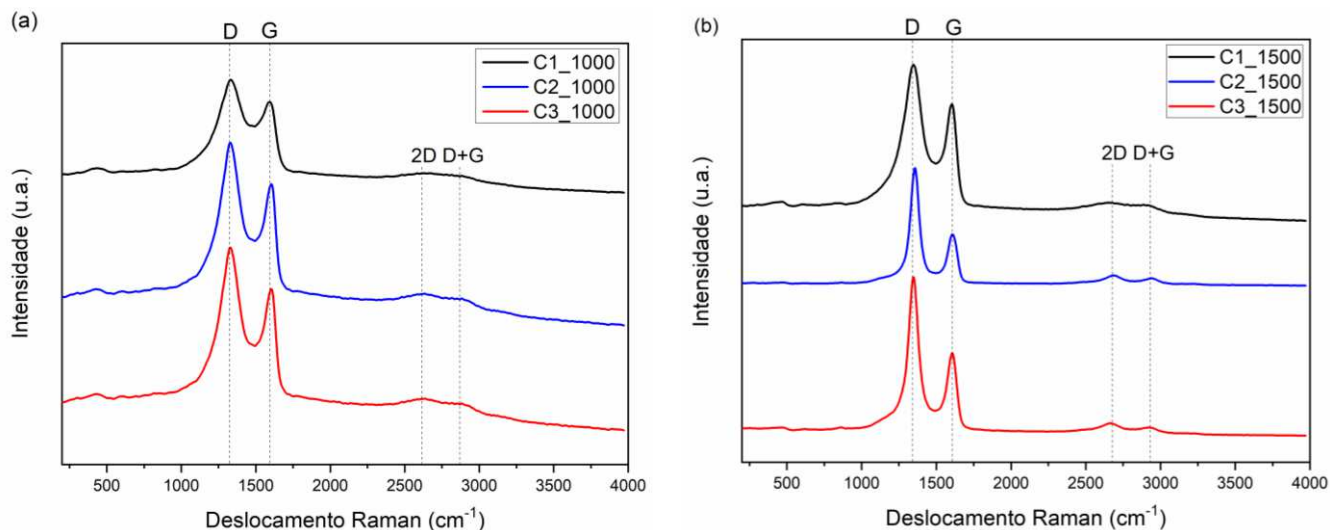 (a)
D G
C1_1000
C2_1000
C3_1000
2D D+G
Intensidade (u.a.)
500 1000 1500 2000 2500 3000 3500 4000
Deslocamento Raman (cm⁻¹)
(b)
D G
C1_1500
C2_1500
C3_1500
2D D+G
Intensidade (u.a.)
500 1000 1500 2000 2500 3000 3500 4000
Deslocamento Raman (cm⁻¹)